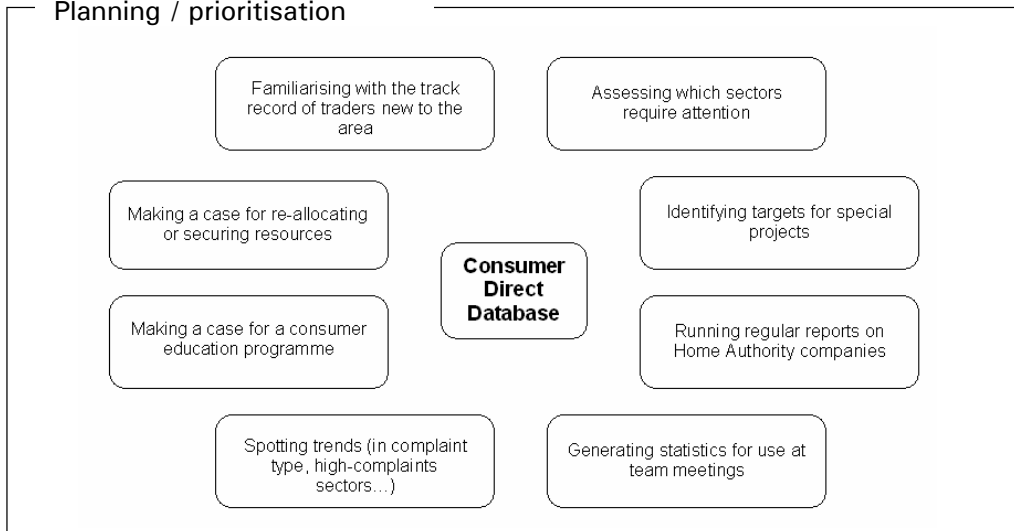 Planning / prioritisation
Familiarising with the track
record of traders new to the
area
Assessing which sectors
require attention
Making a case for re-allocating
or securing resources
Identifying targets for special
projects
Consumer
Direct
Database
Making a case for a consumer
education programme
Running regular reports on
Home Authority companies
Spotting trends (in complaint
type, high-complaints
sectors...)
Generating statistics for use at
team meetings